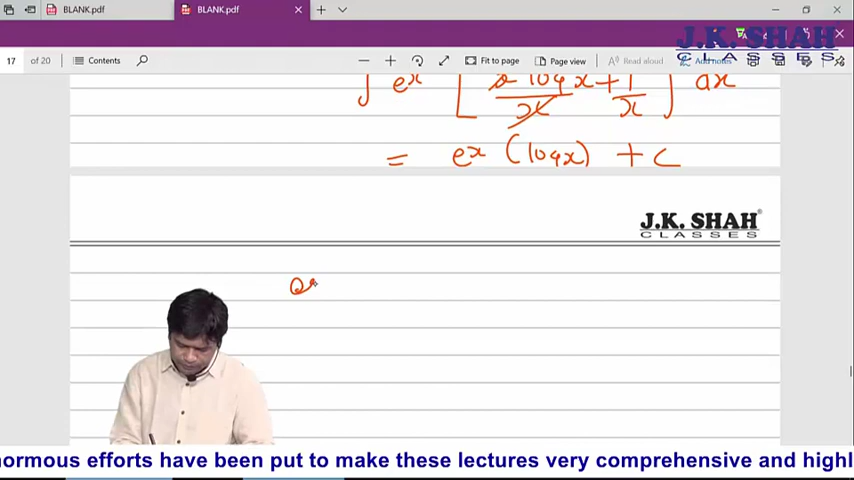 BLANK.pdf
BLANK.pdf
17 of 20
Contents
Fit to page
Page view
Read aloud
Add notes
J.K. SHAH
CLASSES
∫ e^x [ x log x / x + 1 / x ] dx
= e^x (log x) + c
J.K. SHAH®
CLASSES
Q
normous efforts have been put to make these lectures very comprehensive and highl